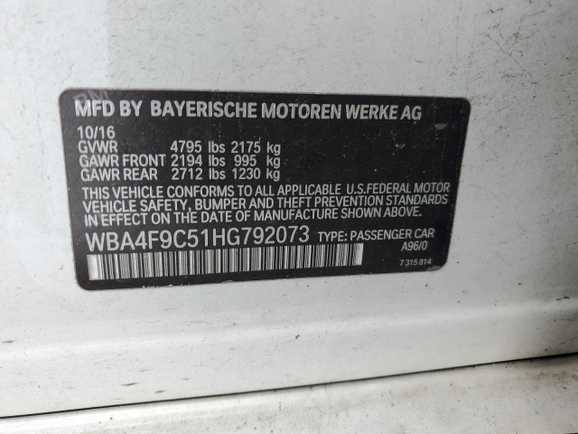 MFD BY BAYERISCHE MOTOREN WERKE AG
10/16
GVWR 4795 lbs 2175 kg
GAWR FRONT 2194 lbs 995 kg
GAWR REAR 2712 lbs 1230 kg
THIS VEHICLE CONFORMS TO ALL APPLICABLE U.S.FEDERAL MOTOR
VEHICLE SAFETY, BUMPER AND THEFT PREVENTION STANDARDS
IN EFFECT ON THE DATE OF MANUFACTURE SHOWN ABOVE.
WBA4F9C51HG792073 TYPE: PASSENGER CAR
A96/0
7 315 814